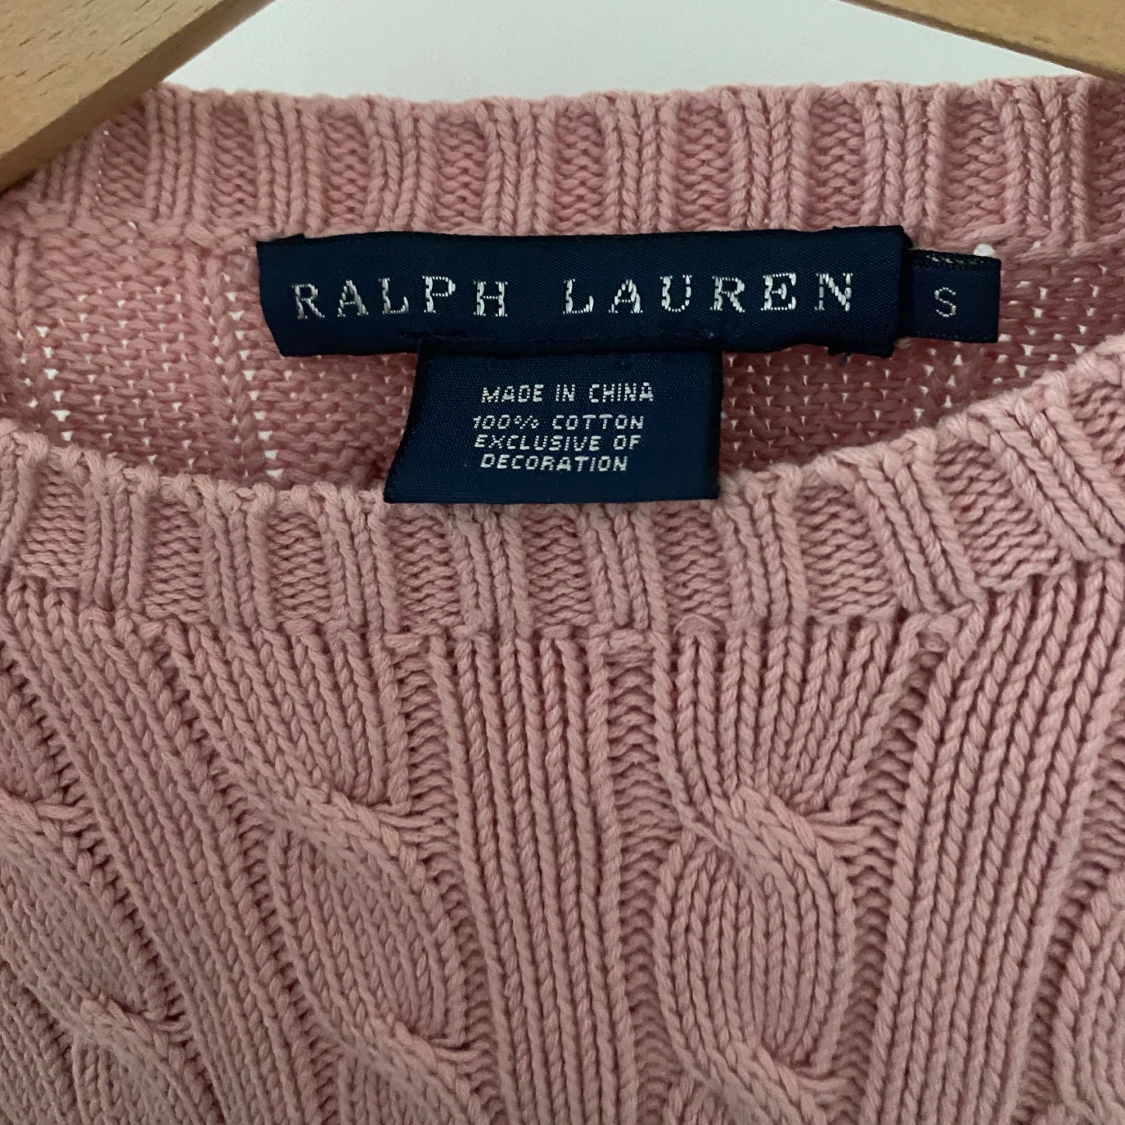 RALPH LAUREN
S
MADE IN CHINA
100% COTTON
EXCLUSIVE OF
DECORATION